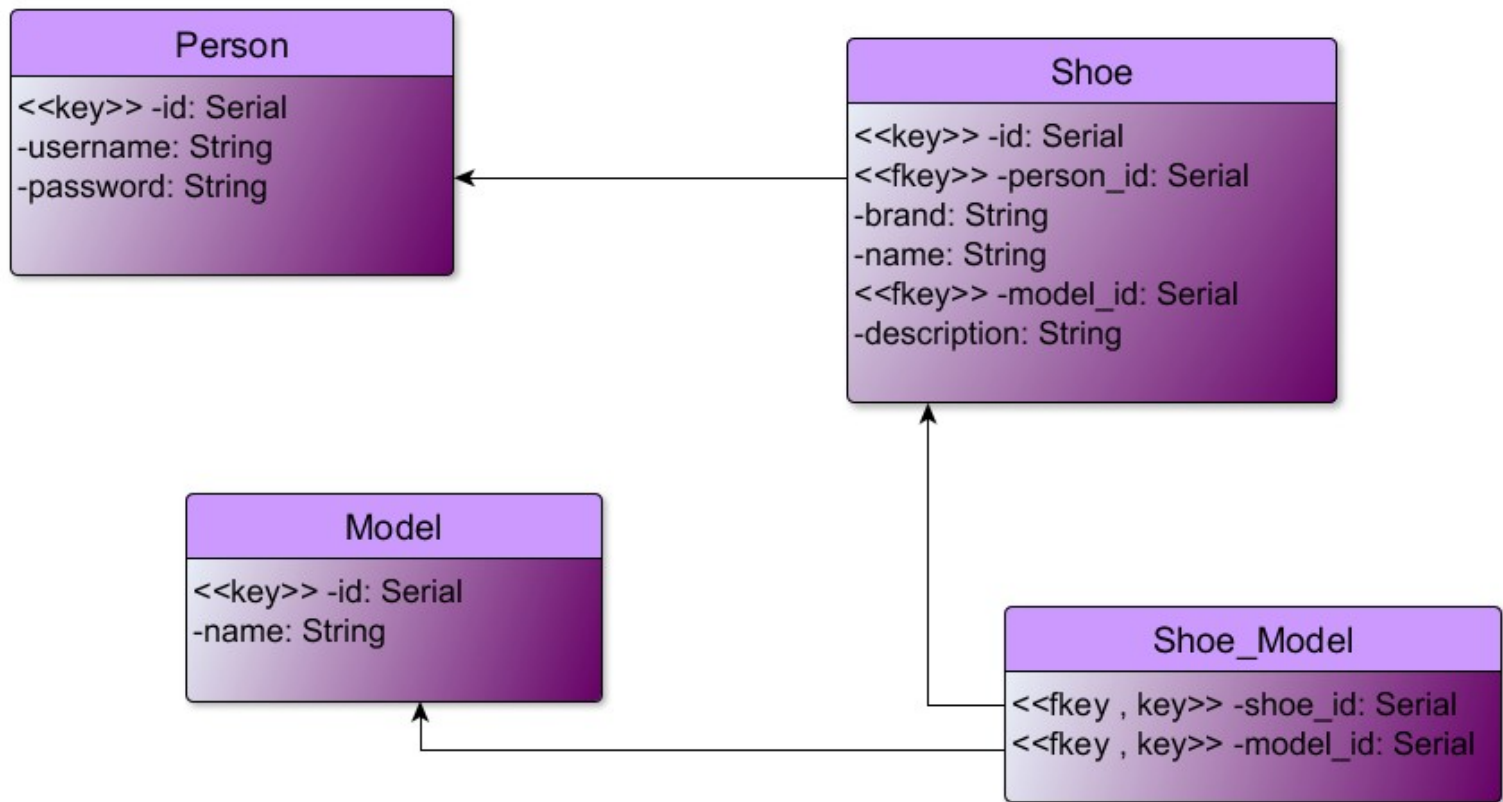 Person
<<key>> -id: Serial
-username: String
-password: String
Shoe
<<key>> -id: Serial
<<fkey>> -person_id: Serial
-brand: String
-name: String
<<fkey>> -model_id: Serial
-description: String
Model
<<key>> -id: Serial
-name: String
Shoe_Model
<<fkey , key>> -shoe_id: Serial
<<fkey , key>> -model_id: Serial